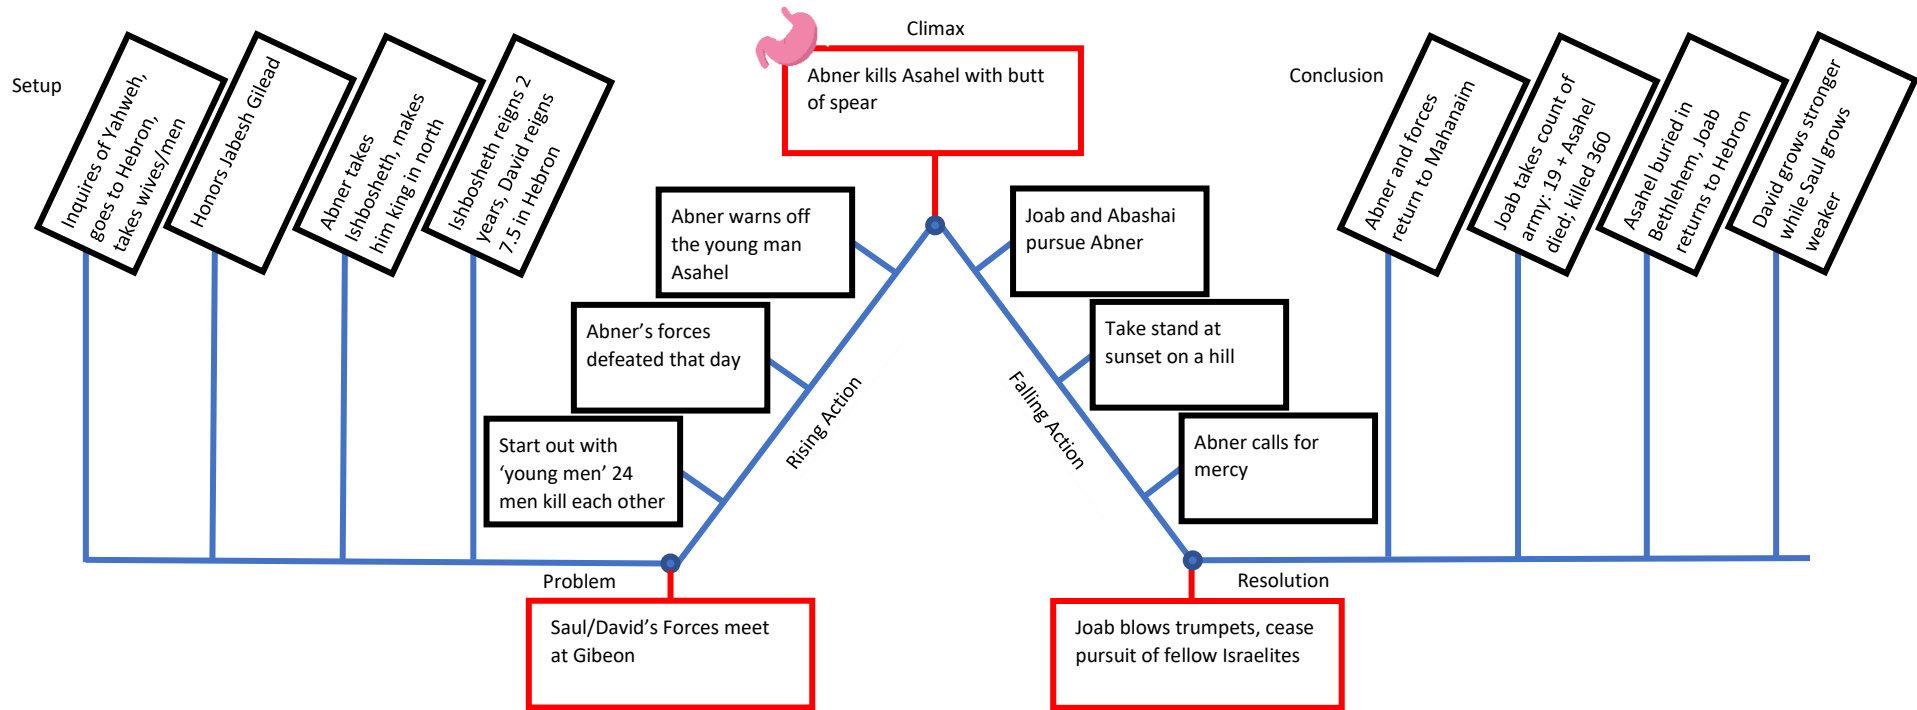 Setup
Inquires of Yahweh,
goes to Hebron,
takes wives/men
Honors Jabesh Gilead
Abner takes
Ishbosheth, makes
him king in north
Ishbosheth reigns 2
years, David reigns
7.5 in Hebron
Problem
Saul/David’s Forces meet
at Gibeon
Rising Action
Start out with
‘young men’ 24
men kill each other
Abner’s forces
defeated that day
Abner warns off
the young man
Asahel
Climax
Abner kills Asahel with butt
of spear
Falling Action
Joab and Abashai
pursue Abner
Take stand at
sunset on a hill
Abner calls for
mercy
Resolution
Joab blows trumpets, cease
pursuit of fellow Israelites
Conclusion
Abner and forces
return to Mahanaim
Joab takes count of
army: 19 + Asahel
died; killed 360
Asahel buried in
Bethlehem, Joab
returns to Hebron
David grows stronger
while Saul grows
weaker